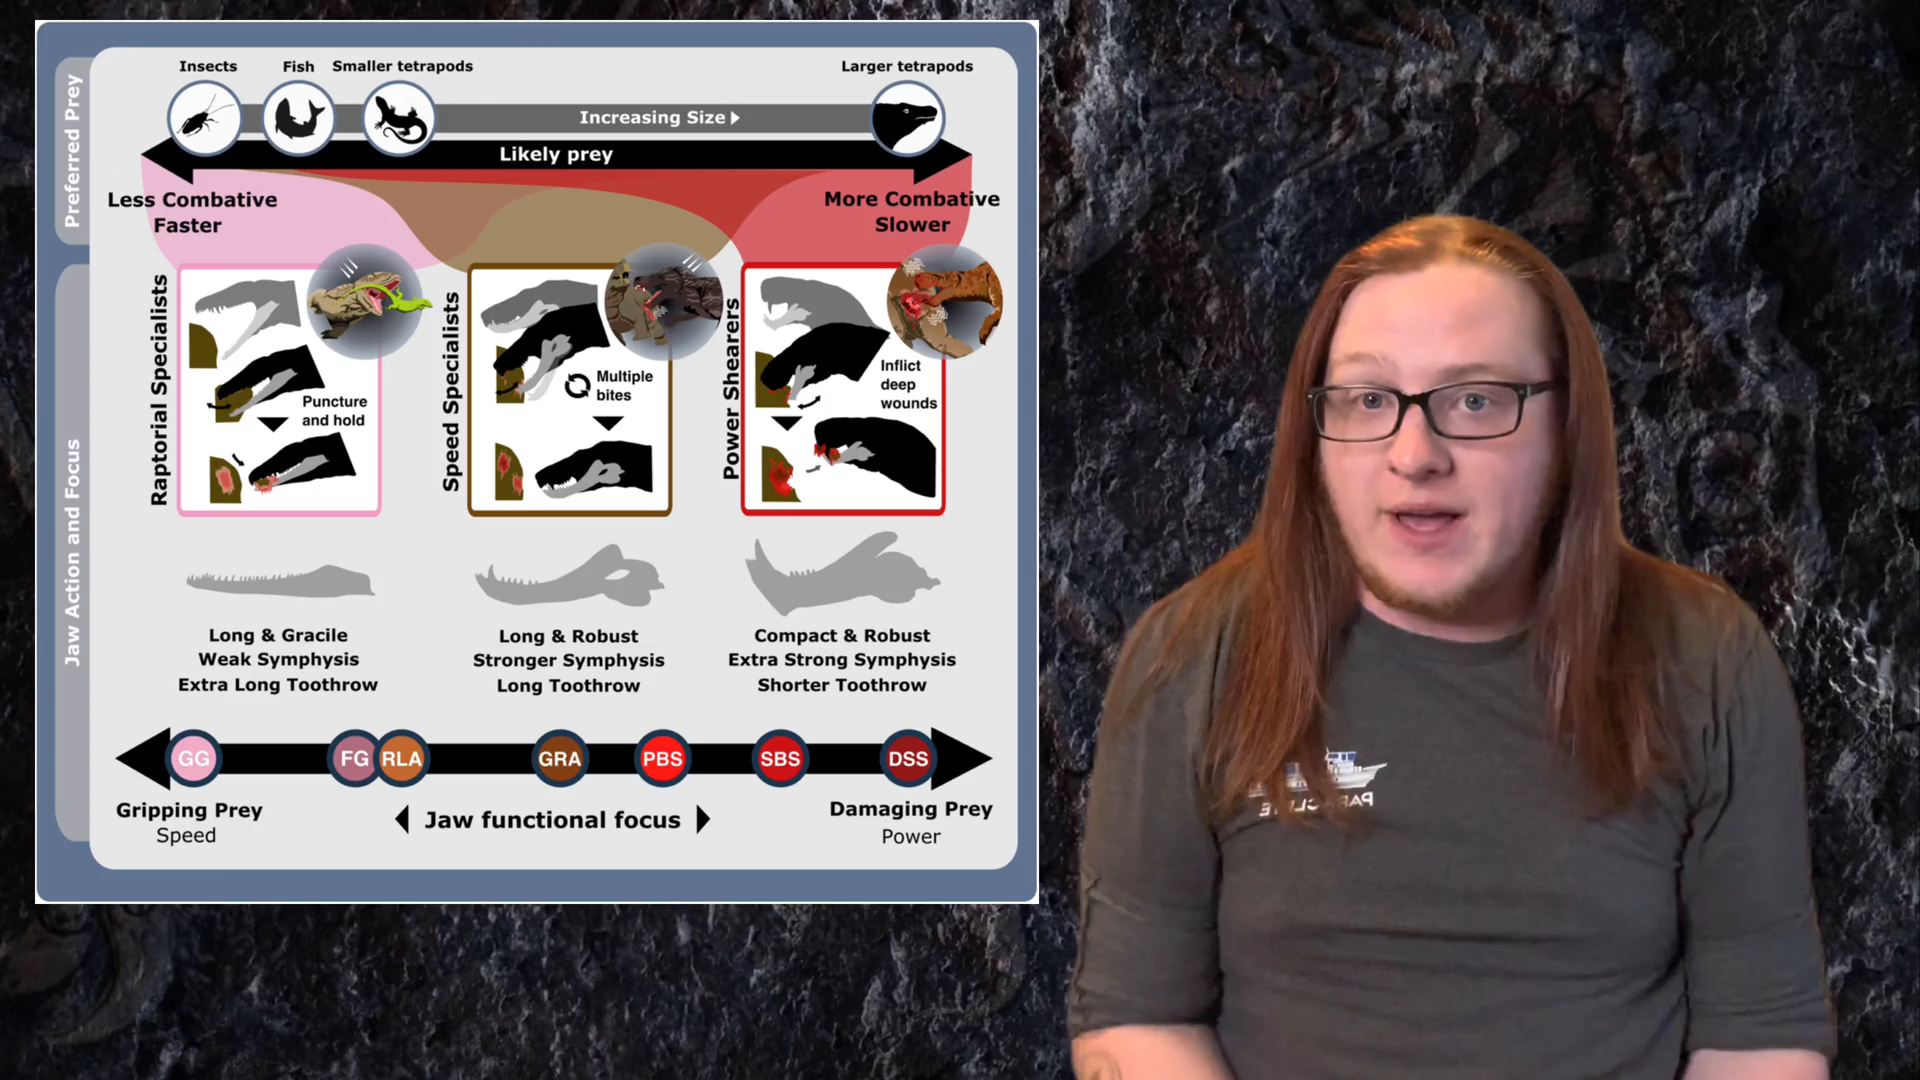 Preferred Prey
Insects
Fish
Smaller tetrapods
Larger tetrapods
Increasing Size
Likely prey
Less Combative
Faster
More Combative
Slower
Jaw Action and Focus
Raptorial Specialists
Puncture
and hold
Speed Specialists
Multiple
bites
Power Shearers
Inflict
deep
wounds
Long & Gracile
Weak Symphysis
Extra Long Toothrow
Long & Robust
Stronger Symphysis
Long Toothrow
Compact & Robust
Extra Strong Symphysis
Shorter Toothrow
GG
FG
RLA
GRA
PBS
SBS
DSS
Gripping Prey
Speed
Jaw functional focus
Damaging Prey
Power